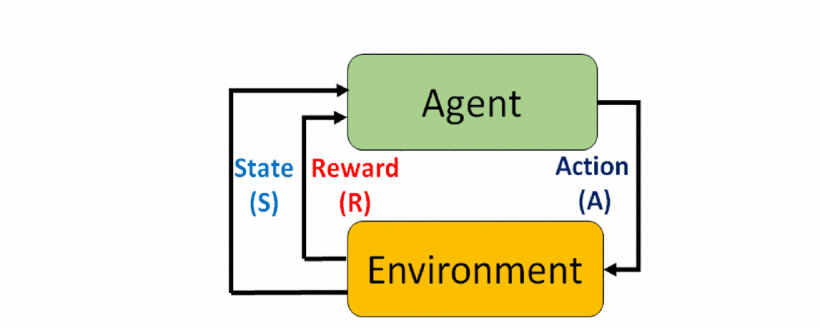 Agent
State
(S)
Reward
(R)
Action
(A)
Environment